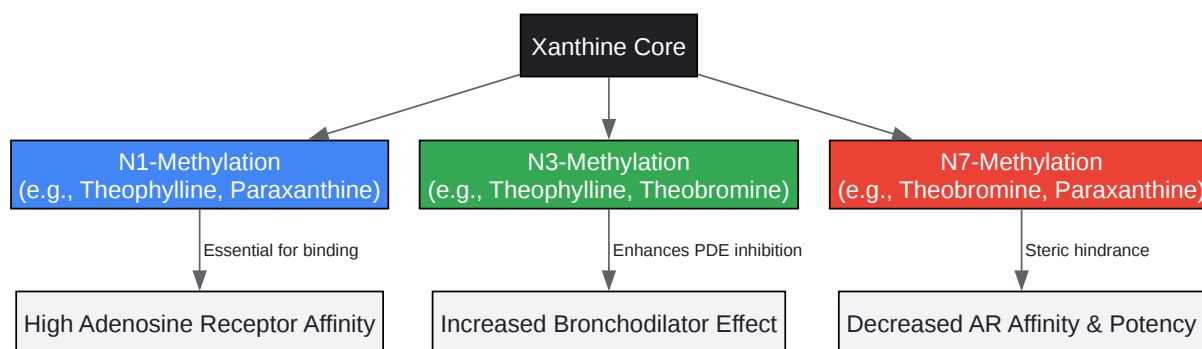 Xanthine Core
N1-Methylation
(e.g., Theophylline, Paraxanthine)
N3-Methylation
(e.g., Theophylline, Theobromine)
N7-Methylation
(e.g., Theobromine, Paraxanthine)
Essential for binding
Enhances PDE inhibition
Steric hindrance
High Adenosine Receptor Affinity
Increased Bronchodilator Effect
Decreased AR Affinity & Potency